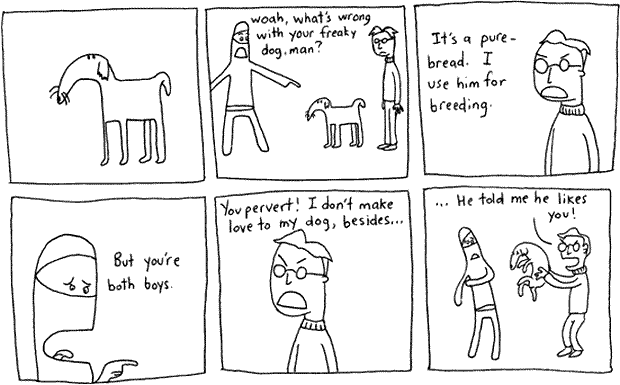 woah, what's wrong
with your freaky
dog, man?
It's a pure-
bread. I
use him for
breeding.
But you're
both boys.
You pervert! I don't make
love to my dog, besides...
... He told me he likes
you!